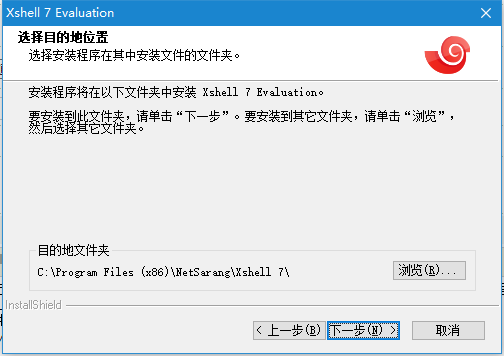 Xshell 7 Evaluation
选择目的地位置
选择安装程序在其中安装文件的文件夹。
安装程序将在以下文件夹中安装 Xshell 7 Evaluation。
要安装到此文件夹，请单击“下一步”。要安装到其它文件夹，请单击“浏览”，
然后选择其它文件夹。
目的地文件夹
C:\Program Files (x86)\NetSarang\Xshell 7\
浏览(R)...
InstallShield
< 上一步(B)
下一步(N) >
取消